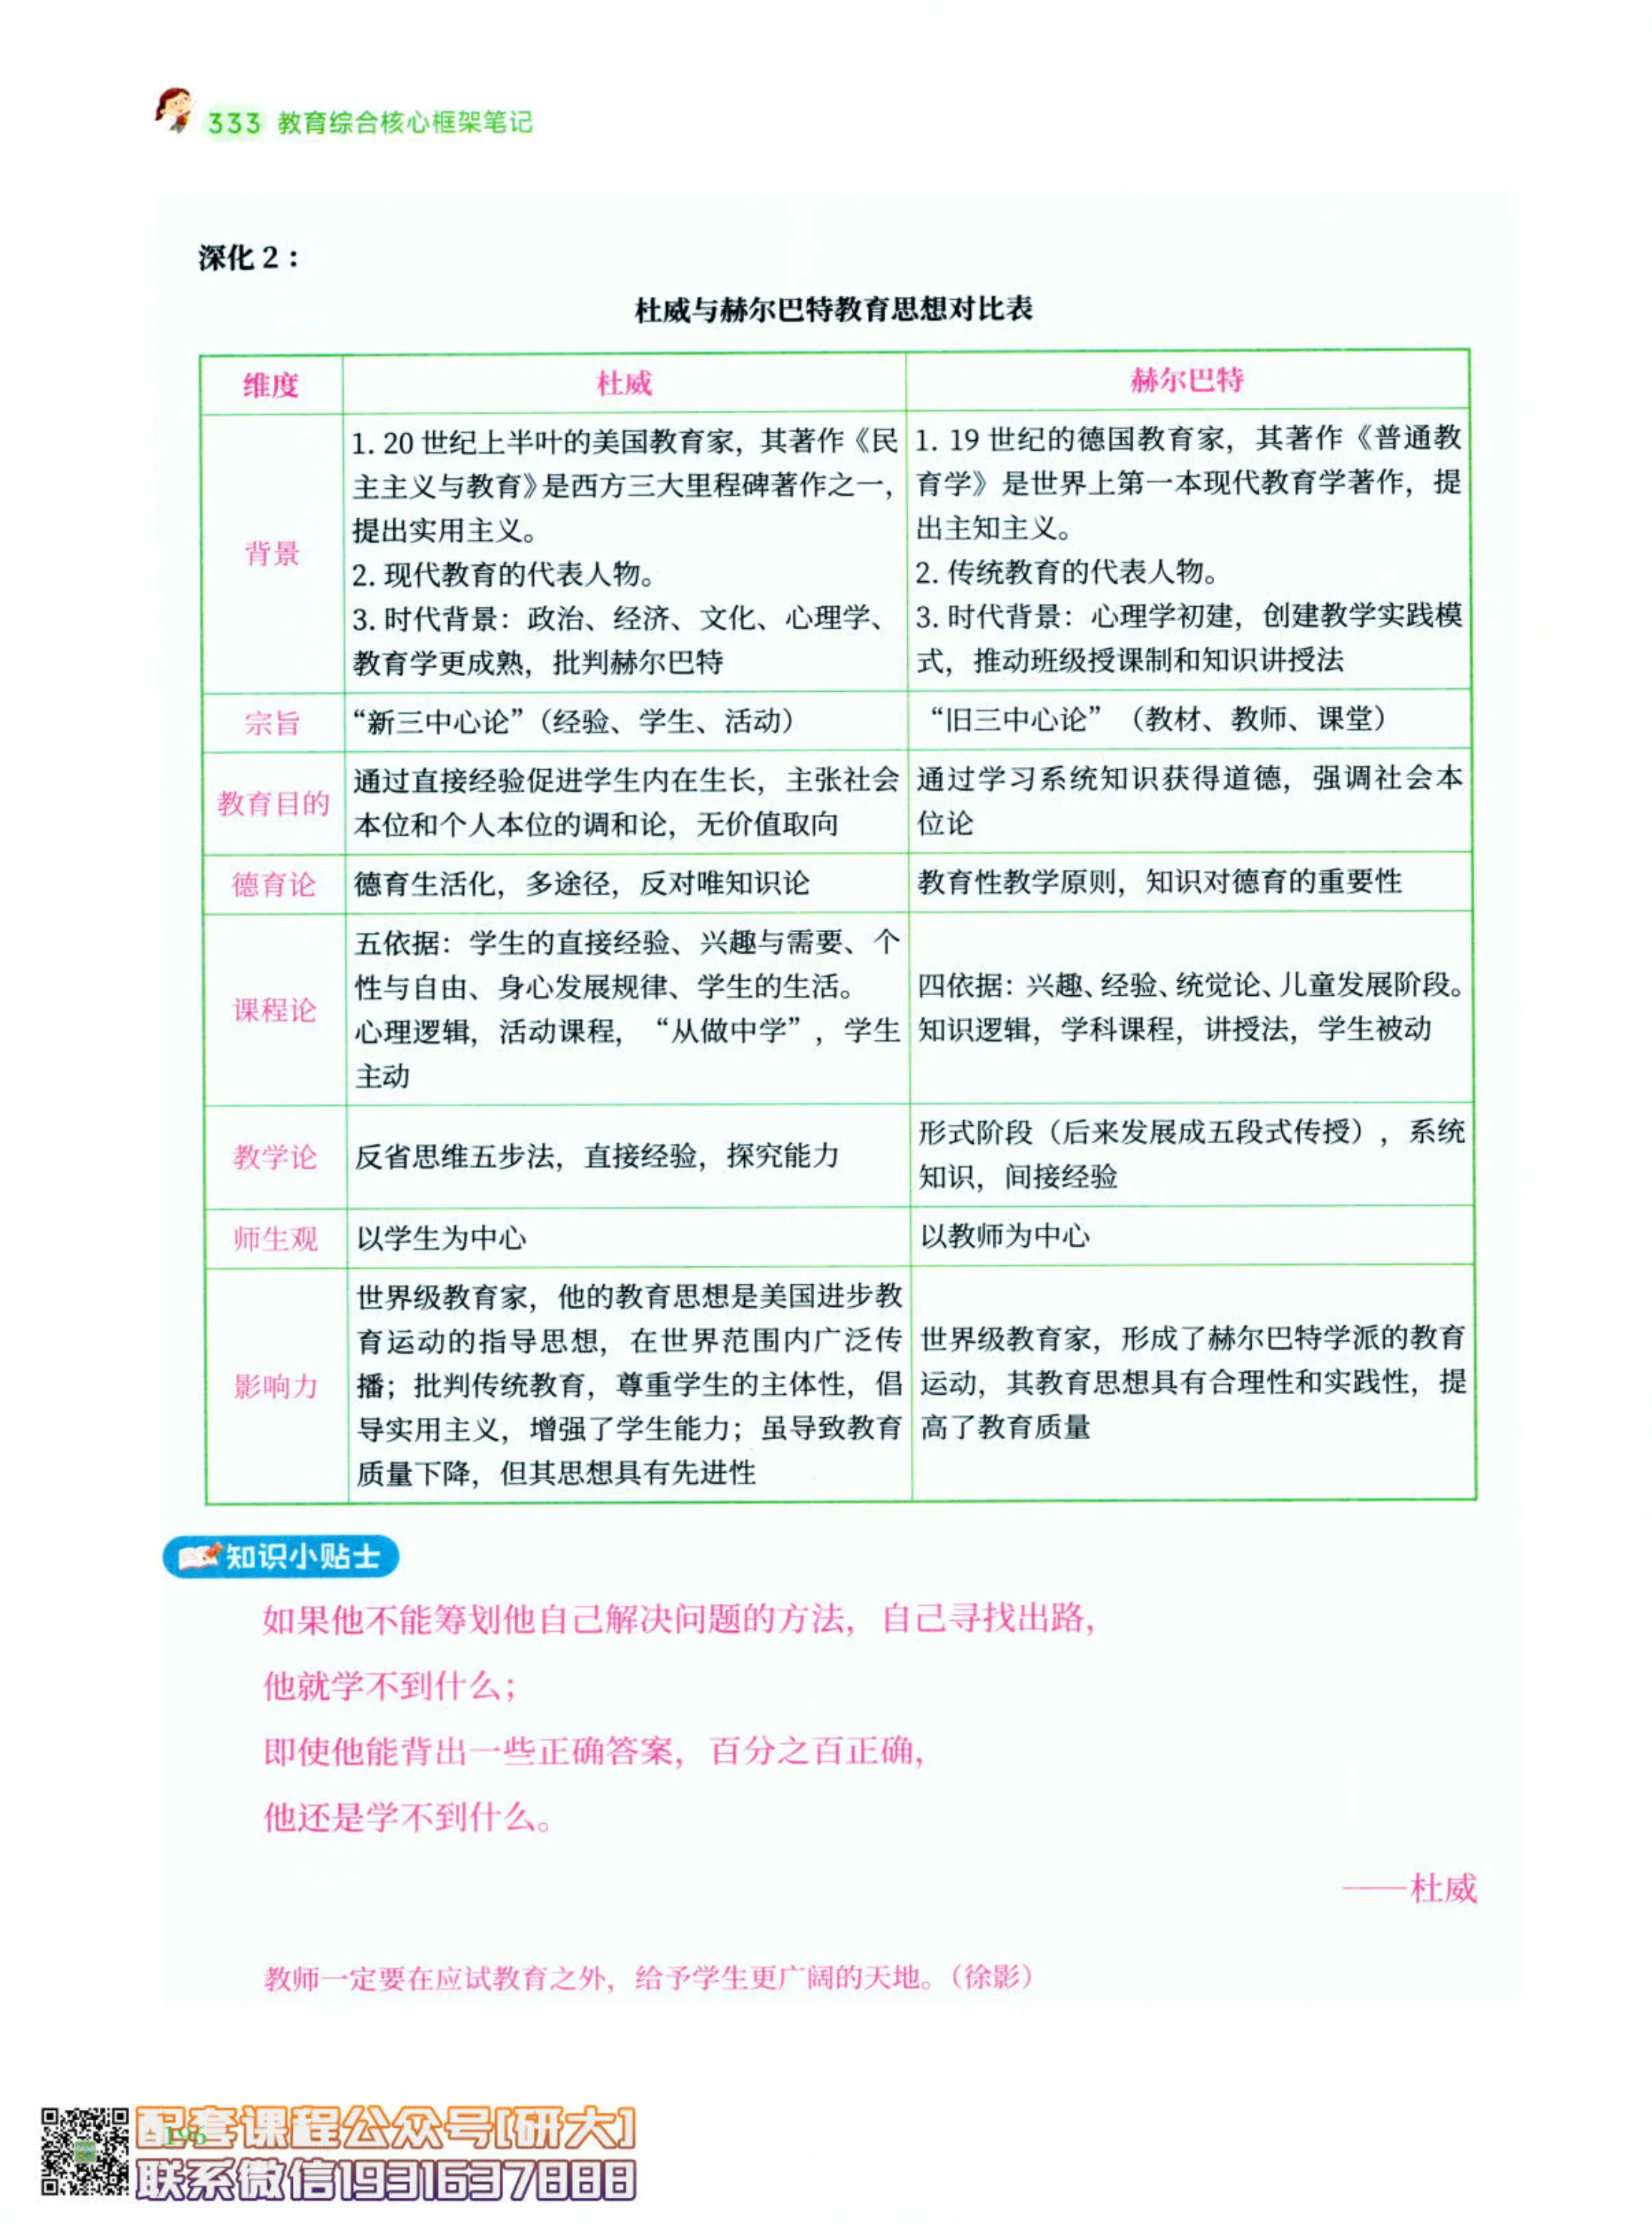 333 教育综合核心框架笔记
深化 2：
杜威与赫尔巴特教育思想对比表
维度
杜威
赫尔巴特
背景
1. 20 世纪上半叶的美国教育家，其著作《民
主主义与教育》是西方三大里程碑著作之一，
提出实用主义。
2. 现代教育的代表人物。
3. 时代背景：政治、经济、文化、心理学、
教育学更成熟，批判赫尔巴特
1. 19 世纪的德国教育家，其著作《普通教
育学》是世界上第一本现代教育学著作，提
出主知主义。
2. 传统教育的代表人物。
3. 时代背景：心理学初建，创建教学实践模
式，推动班级授课制和知识讲授法
宗旨
“新三中心论”（经验、学生、活动）
“旧三中心论”（教材、教师、课堂）
教育目的
通过直接经验促进学生内在生长，主张社会
本位和个人本位的调和论，无价值取向
通过学习系统知识获得道德，强调社会本
位论
德育论
德育生活化，多途径，反对唯知识论
教育性教学原则，知识对德育的重要性
课程论
五依据：学生的直接经验、兴趣与需要、个
性与自由、身心发展规律、学生的生活。
心理逻辑，活动课程，“从做中学”，学生
主动
四依据：兴趣、经验、统觉论、儿童发展阶段。
知识逻辑，学科课程，讲授法，学生被动
教学论
反省思维五步法，直接经验，探究能力
形式阶段（后来发展成五段式传授），系统
知识，间接经验
师生观
以学生为中心
以教师为中心
影响力
世界级教育家，他的教育思想是美国进步教
育运动的指导思想，在世界范围内广泛传
播；批判传统教育，尊重学生的主体性，倡
导实用主义，增强了学生能力；虽导致教育
质量下降，但其思想具有先进性
世界级教育家，形成了赫尔巴特学派的教育
运动，其教育思想具有合理性和实践性，提
高了教育质量
知识小贴士
如果他不能筹划他自己解决问题的方法，自己寻找出路，
他就学不到什么；
即使他能背出一些正确答案，百分之百正确，
他还是学不到什么。
——杜威
教师一定要在应试教育之外，给予学生更广阔的天地。（徐影）
配套课程公众号[研大]
联系微信1931637888